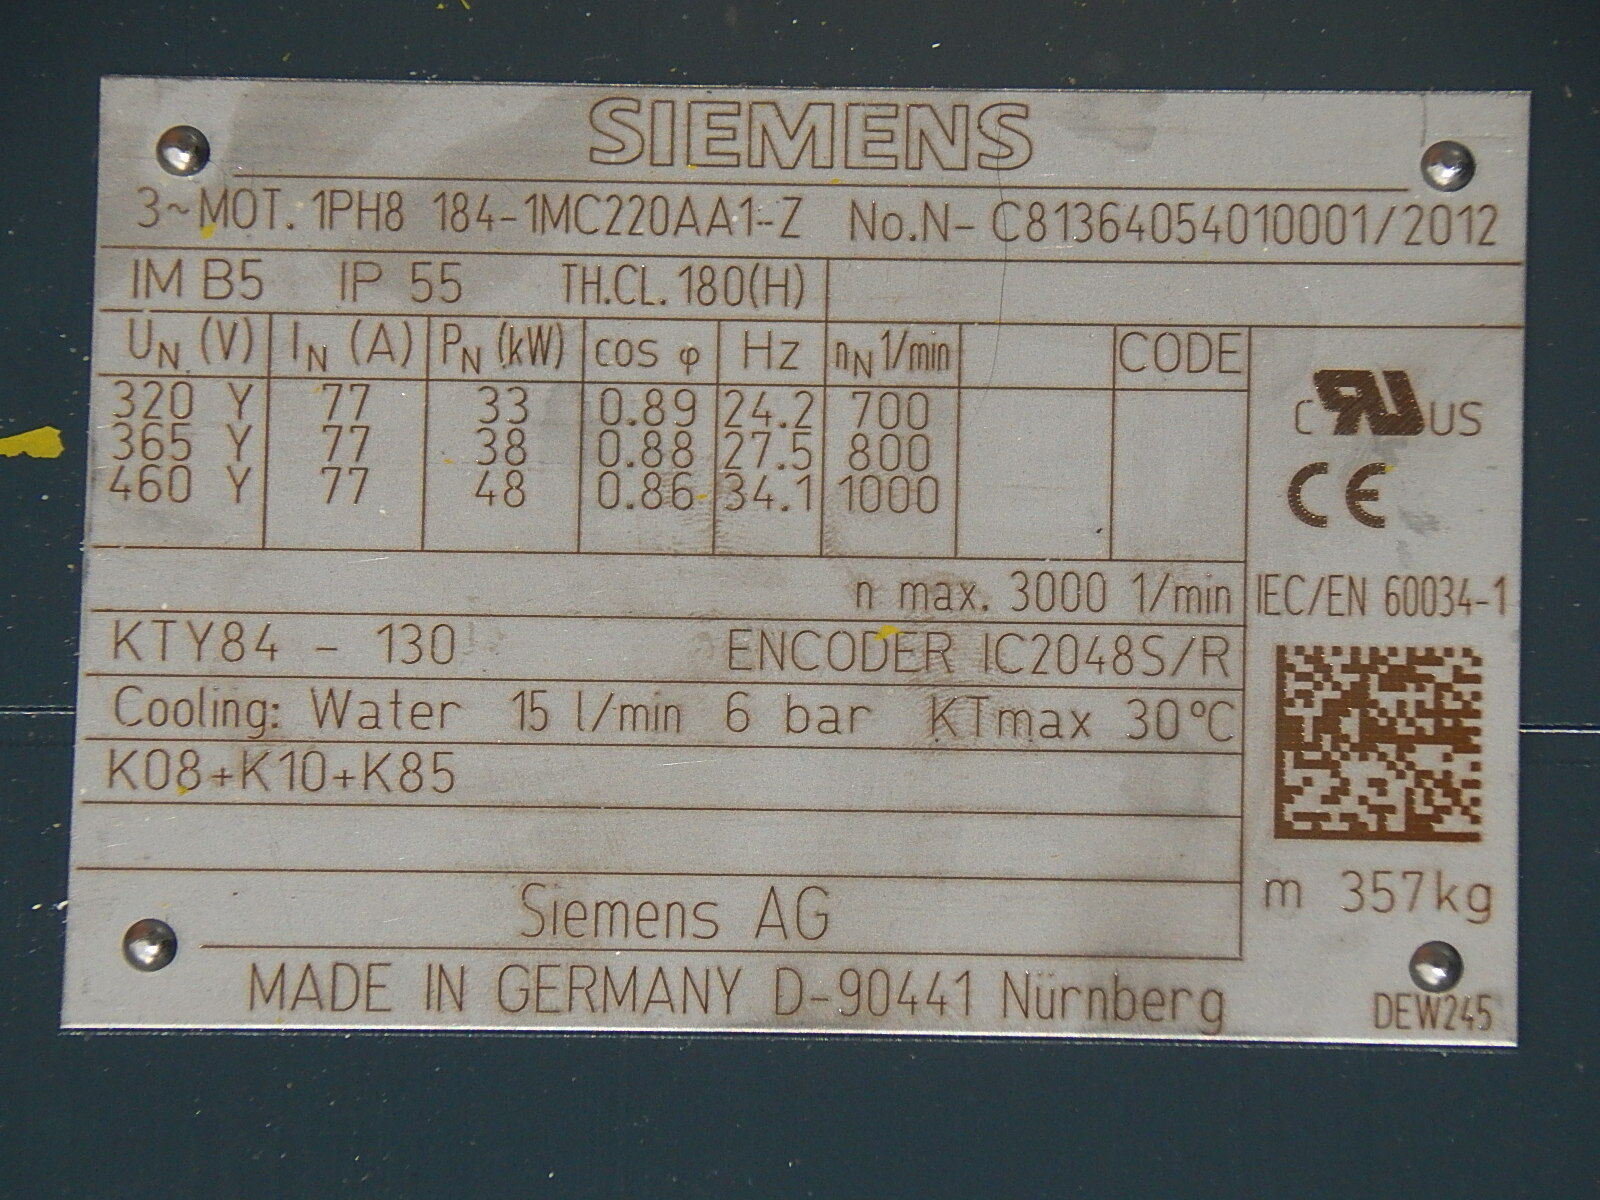 SIEMENS
3~MOT. 1PH8 184-1MC220AA1-Z No.N- C81364054010001/2012
IM B5 IP 55 TH.CL. 180(H)
UN (V) IN (A) PN (kW) cos φ Hz nN 1/min CODE
320 Y 77 33 0.89 24.2 700
365 Y 77 38 0.88 27.5 800
460 Y 77 48 0.86 34.1 1000
c RU US
CE
n max. 3000 1/min IEC/EN 60034-1
KTY84 - 130 ENCODER IC2048S/R
Cooling: Water 15 l/min 6 bar KTmax 30°C
K08+K10+K85
m 357kg
Siemens AG
MADE IN GERMANY D-90441 Nürnberg DEW245